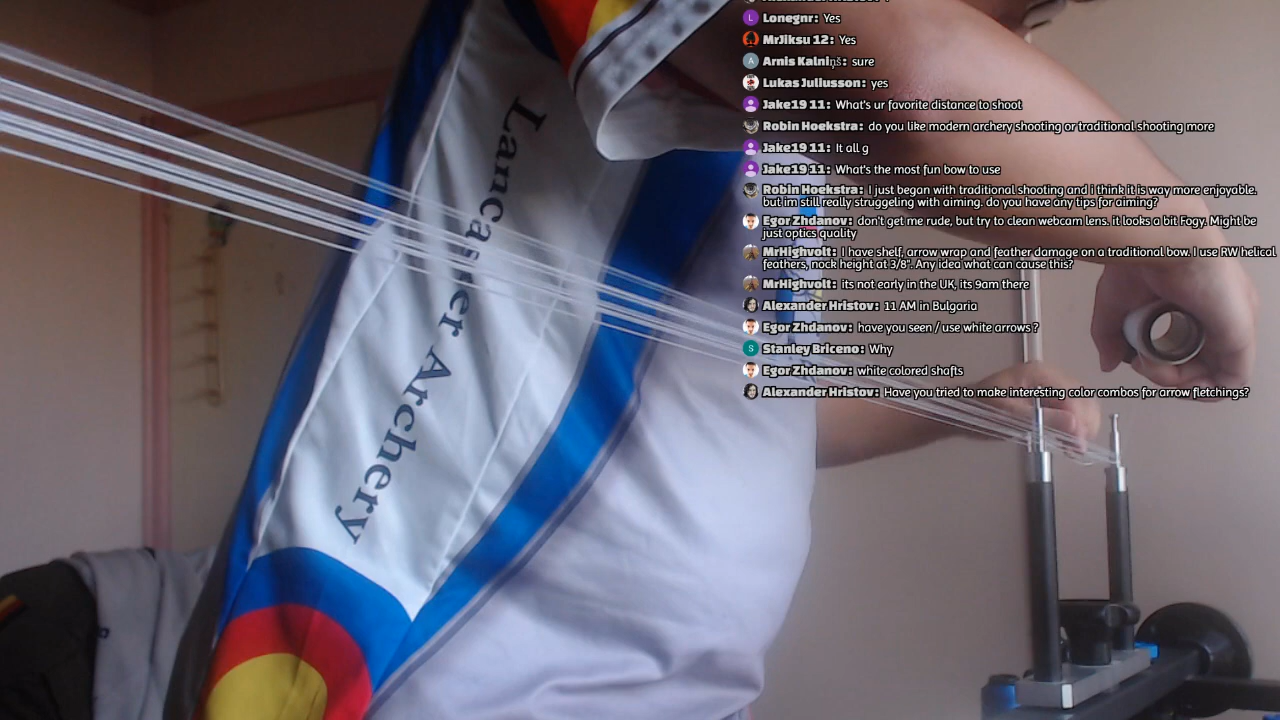 Lancaster Archery
L Lonegnr: Yes
MrJiksu 12: Yes
A Arnis Kalniņš: sure
Lukas Juliusson: yes
Jake19 11: What's ur favorite distance to shoot
Robin Hoekstra: do you like modern archery shooting or traditional shooting more
Jake19 11: It all g
Jake19 11: What's the most fun bow to use
Robin Hoekstra: I just began with traditional shooting and i think it is way more enjoyable.
but im still really struggeling with aiming. do you have any tips for aiming?
Egor Zhdanov: don't get me rude, but try to clean webcam lens. it looks a bit Fogy. Might be
just optics quality
MrHighvolt: I have shelf, arrow wrap and feather damage on a traditional bow. I use RW helical
feathers, nock height at 3/8". Any idea what can cause this?
MrHighvolt: its not early in the UK, its 9am there
Alexander Hristov: 11 AM in Bulgaria
Egor Zhdanov: have you seen / use white arrows ?
S Stanley Briceno: Why
Egor Zhdanov: white colored shafts
Alexander Hristov: Have you tried to make interesting color combos for arrow fletchings?